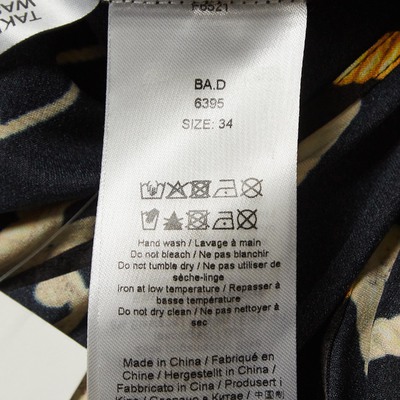 TAKE
F6521
BA.D
6395
SIZE: 34
Hand wash / Lavage à main
Do not bleach / Ne pas blanchir
Do not tumble dry / Ne pas utiliser de
sèche-linge
Iron at low temperature / Repasser à
basse température
Do not dry clean / Ne pas nettoyer à
sec
Made in China / Fabriqué en
Chine / Hergestellt in China /
Fabbricato in Cina / Produsert i